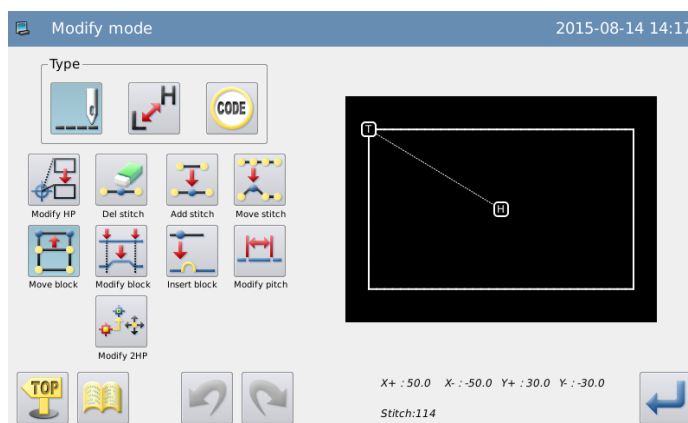 Modify mode
2015-08-14 14:17
Type
H
L
CODE
Modify HP
Del stitch
Add stitch
Move stitch
Move block
Modify block
Insert block
Modify pitch
Modify 2HP
T
H
TOP
X+ : 50.0 X- : -50.0 Y+ : 30.0 Y- : -30.0
Stitch:114